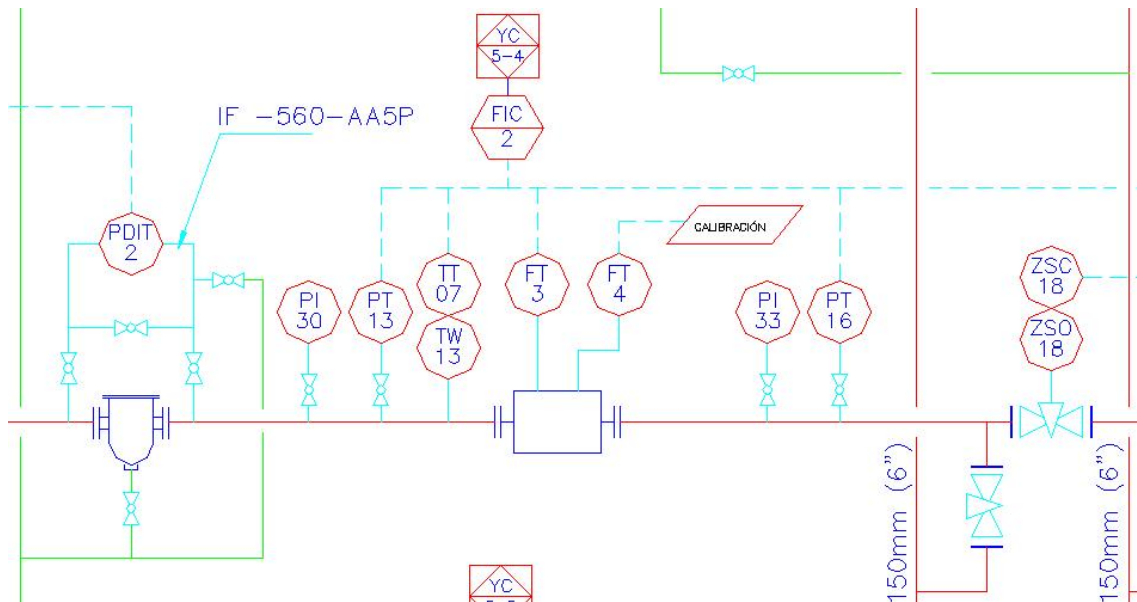 YC
5-4
FIC
2
IF -560-AA5P
PDIT
2
CALIBRACIÓN
PI
30
PT
13
TT
07
TW
13
FT
3
FT
4
PI
33
PT
16
ZSC
18
ZSO
18
150mm (6")
150mm (6")
YC